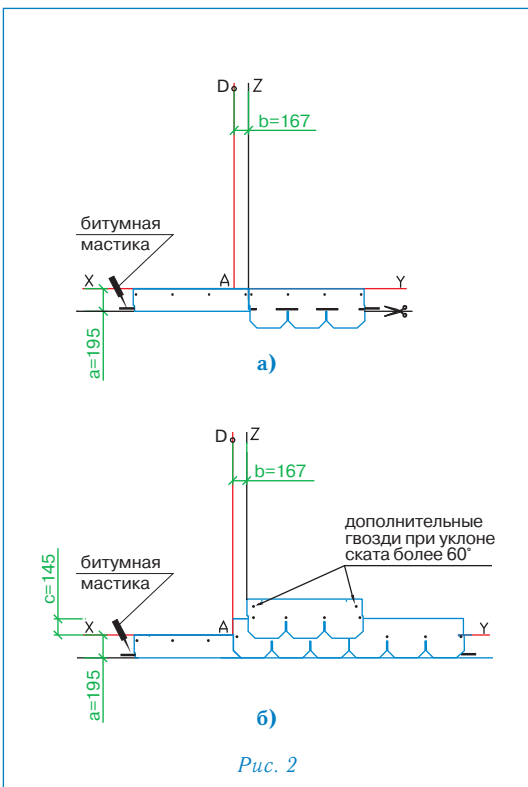 D Z
b=167
битумная
мастика
X A Y
a=195
а)
D Z
b=167
дополнительные
гвозди при уклоне
ската более 60°
битумная
мастика
c=145
X A Y
a=195
б)
Рис. 2